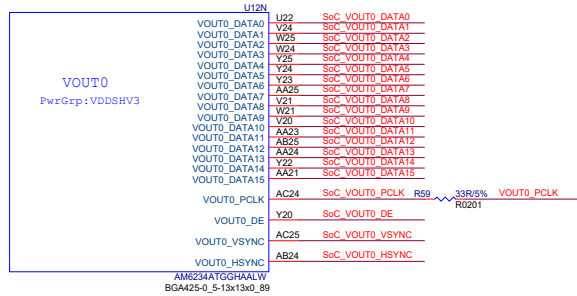 U12N
VOUT0_DATA0 U22 SoC_VOUT0_DATA0
VOUT0_DATA1 V24 SoC_VOUT0_DATA1
VOUT0_DATA2 W25 SoC_VOUT0_DATA2
VOUT0_DATA3 W24 SoC_VOUT0_DATA3
VOUT0_DATA4 Y25 SoC_VOUT0_DATA4
VOUT0_DATA5 Y24 SoC_VOUT0_DATA5
VOUT0
VOUT0_DATA6 Y23 SoC_VOUT0_DATA6
VOUT0_DATA7 AA25 SoC_VOUT0_DATA7
PwrGrp:VDDSHV3
VOUT0_DATA8 V21 SoC_VOUT0_DATA8
VOUT0_DATA9 W21 SoC_VOUT0_DATA9
VOUT0_DATA10 V20 SoC_VOUT0_DATA10
VOUT0_DATA11 AA23 SoC_VOUT0_DATA11
VOUT0_DATA12 AB25 SoC_VOUT0_DATA12
VOUT0_DATA13 AA24 SoC_VOUT0_DATA13
VOUT0_DATA14 Y22 SoC_VOUT0_DATA14
VOUT0_DATA15 AA21 SoC_VOUT0_DATA15
VOUT0_PCLK AC24 SoC_VOUT0_PCLK R59 33R/5% VOUT0_PCLK
R0201
VOUT0_DE Y20 SoC_VOUT0_DE
VOUT0_VSYNC AC25 SoC_VOUT0_VSYNC
VOUT0_HSYNC AB24 SoC_VOUT0_HSYNC
AM6234ATGGHAALW
BGA425-0_5-13x13x0_89